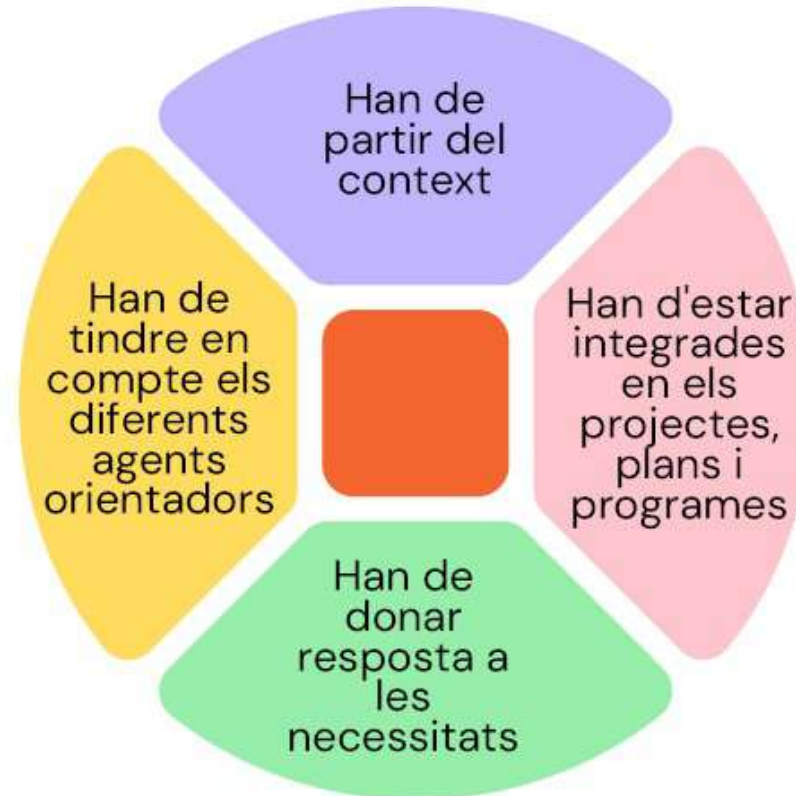 Han de
partir del
context
Han de
tindre en
compte els
diferents
agents
orientadors
Han d'estar
integrades
en els
projectes,
plans i
programes
Han de
donar
resposta a
les
necessitats